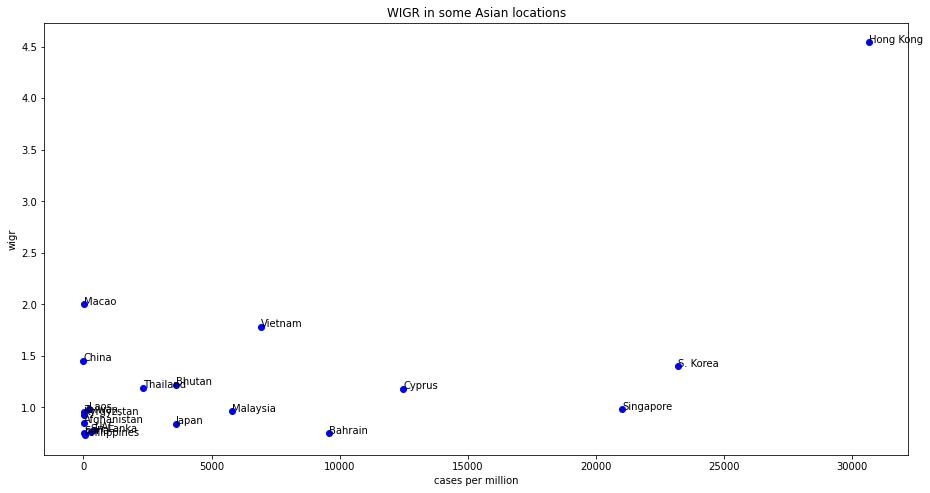 WIGR in some Asian locations
Hong Kong
4.5
4.0
3.5
3.0
wigr
2.5
2.0
Macao
Vietnam
1.5
China
S. Korea
Thailand
Bhutan
Cyprus
1.0
Laos
Kyrgyzstan
Malaysia
Singapore
Afghanistan
Japan
Bahrain
Philippines
0
5000
10000
15000
20000
25000
30000
cases per million